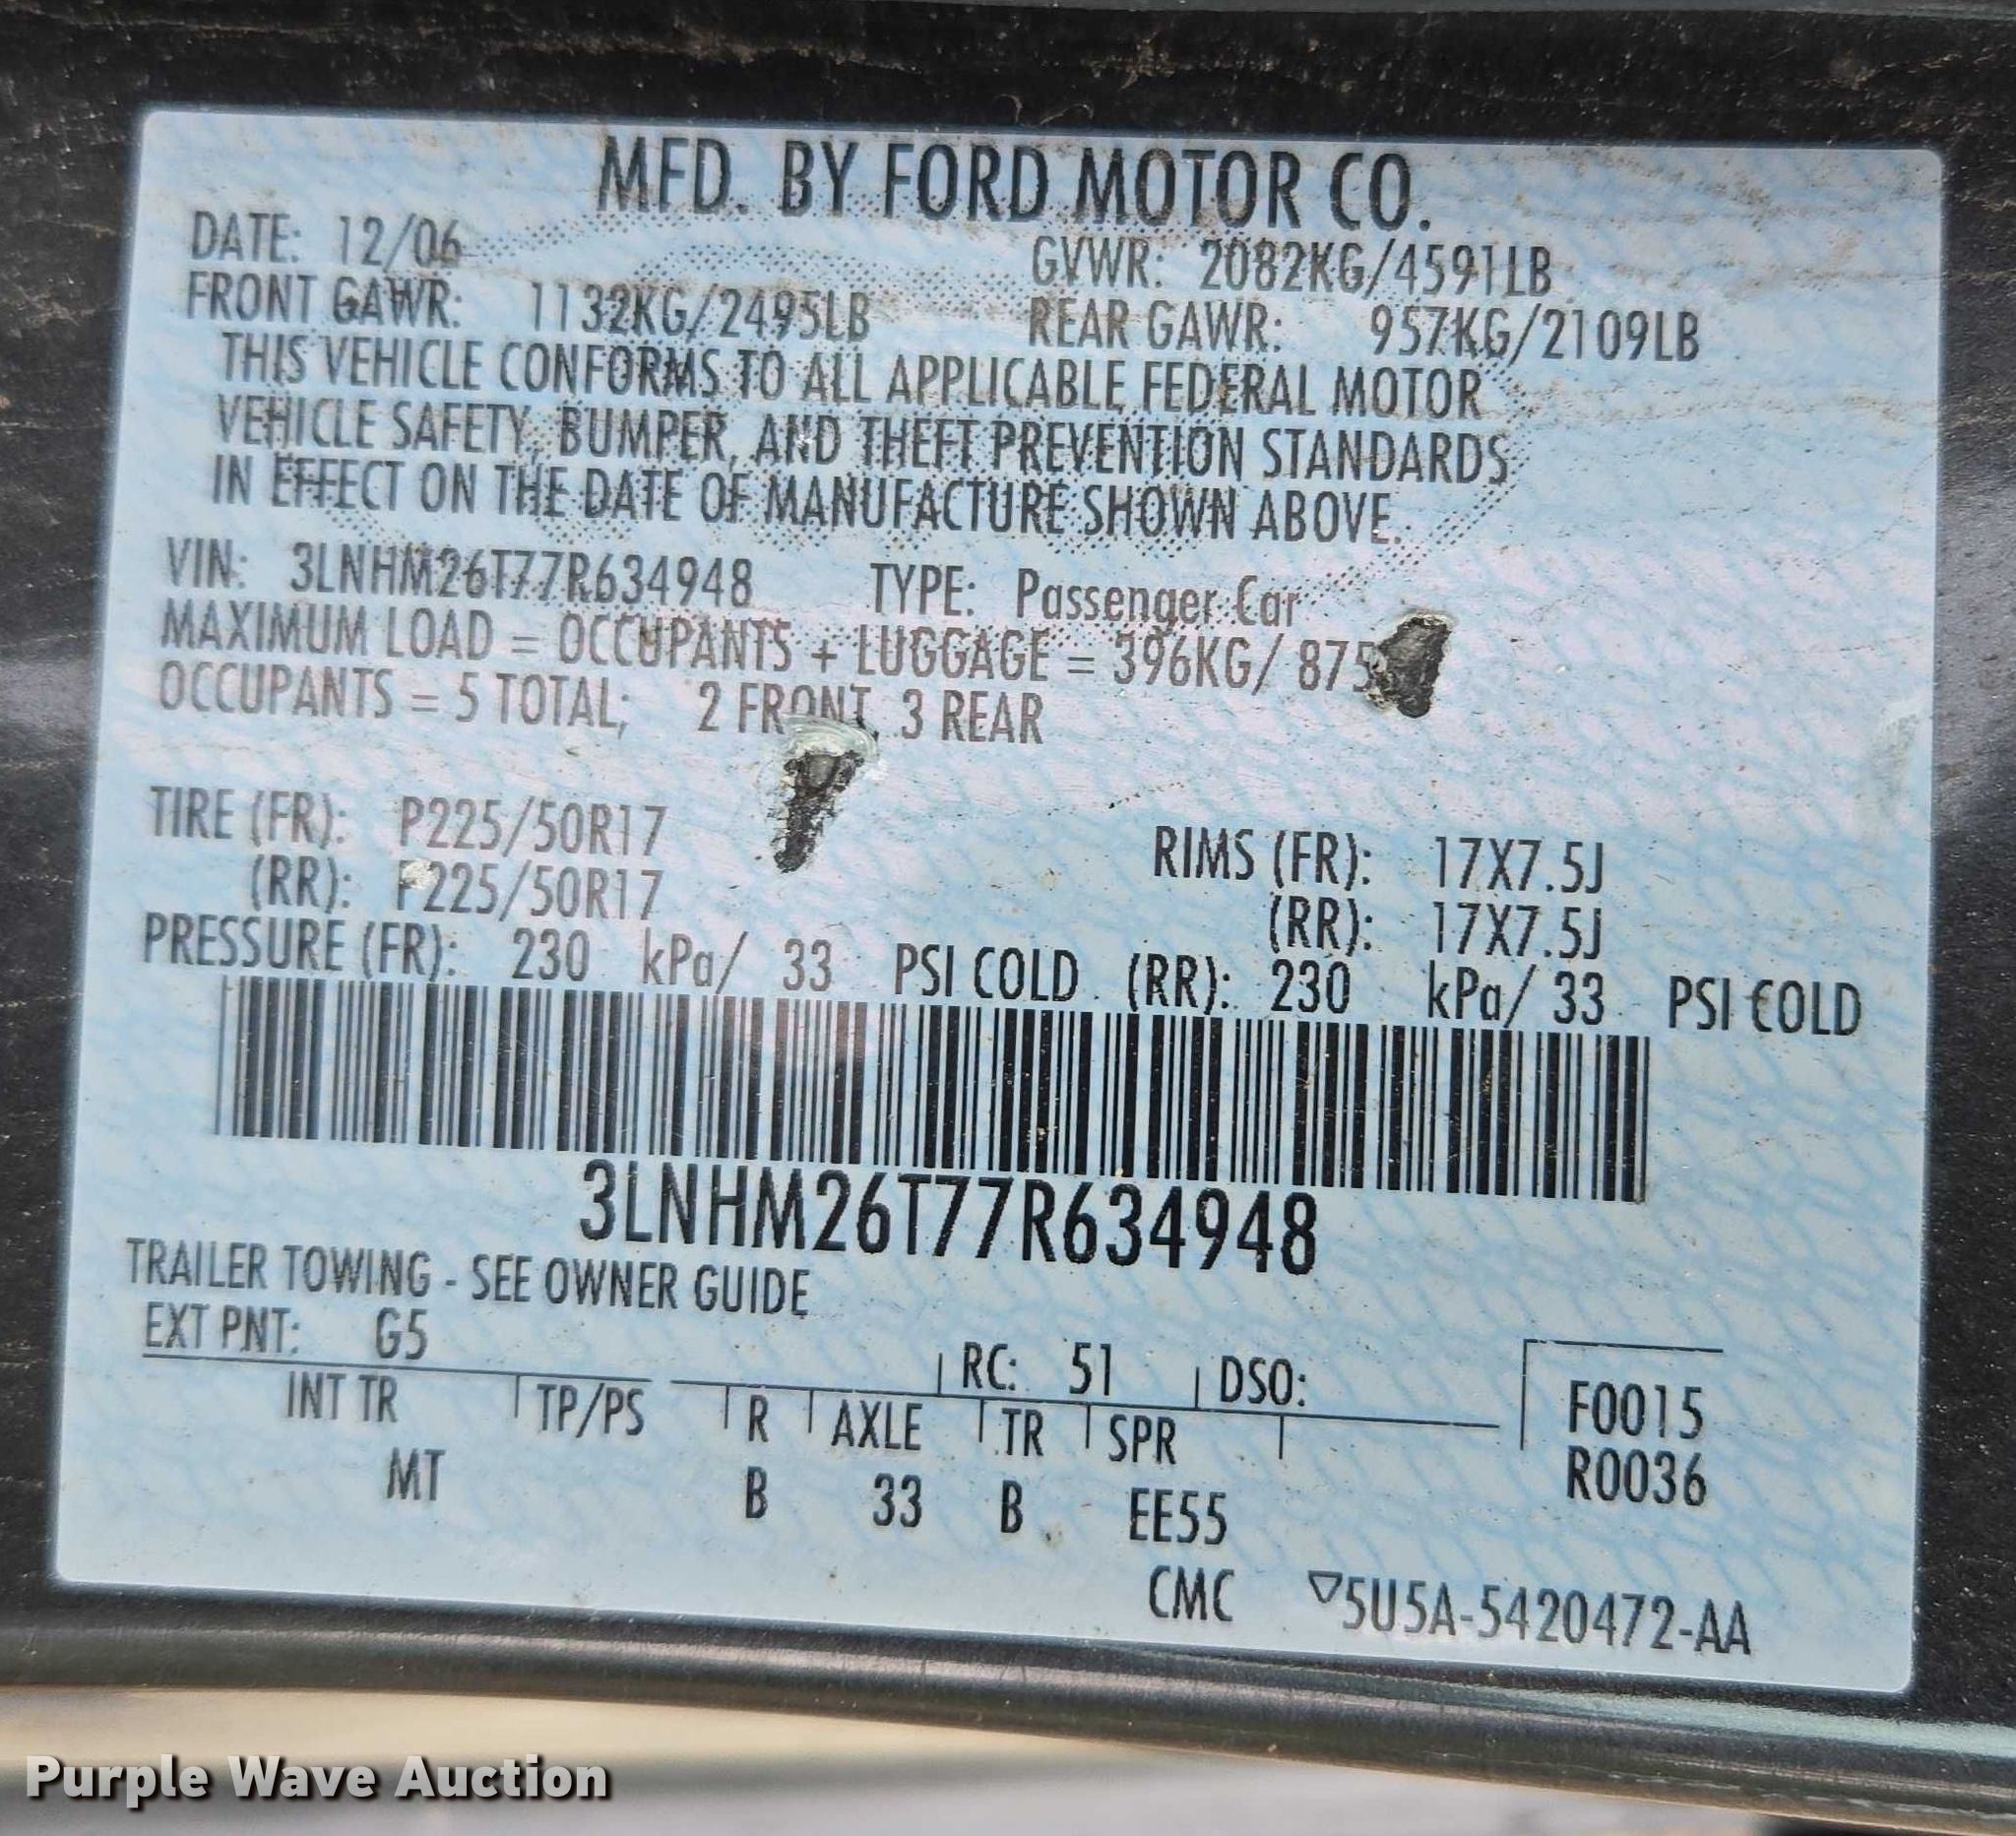 MFD. BY FORD MOTOR CO.
DATE: 12/06 GVWR: 2082KG/4591LB
FRONT GAWR: 1132KG/2495LB REAR GAWR: 957KG/2109LB
THIS VEHICLE CONFORMS TO ALL APPLICABLE FEDERAL MOTOR
VEHICLE SAFETY, BUMPER, AND THEFT PREVENTION STANDARDS
IN EFFECT ON THE DATE OF MANUFACTURE SHOWN ABOVE.
VIN: 3LNHM26T77R634948 TYPE: Passenger Car
MAXIMUM LOAD = OCCUPANTS + LUGGAGE = 396KG/ 875
OCCUPANTS = 5 TOTAL; 2 FRONT, 3 REAR
TIRE (FR): P225/50R17 RIMS (FR): 17X7.5J
(RR): P225/50R17 (RR): 17X7.5J
PRESSURE (FR): 230 kPa/ 33 PSI COLD (RR): 230 kPa/ 33 PSI COLD
3LNHM26T77R634948
TRAILER TOWING - SEE OWNER GUIDE
EXT PNT: G5 RC: 51 DSO:
INT TR TP/PS R AXLE TR SPR F0015
MT B 33 B EE55 R0036
CMC ▽5U5A-5420472-AA
Purple Wave Auction